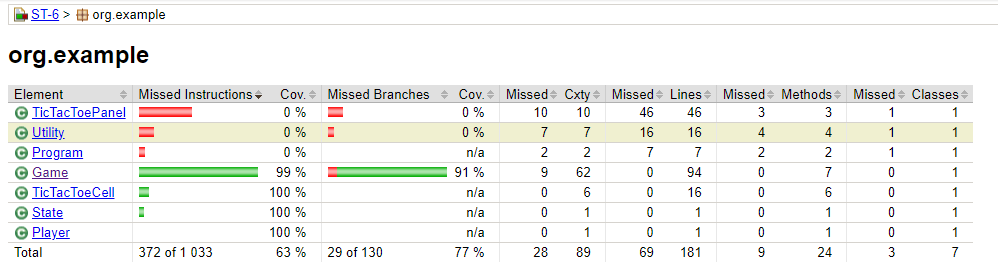 ST-6 > org.example
org.example
Element Missed Instructions Cov. Missed Branches Cov. Missed Cxty Missed Lines Missed Methods Missed Classes
TicTacToePanel 0 % 0 % 10 10 46 46 3 3 1 1
Utility 0 % 0 % 7 7 16 16 4 4 1 1
Program 0 % n/a 2 2 7 7 2 2 1 1
Game 99 % 91 % 9 62 0 94 0 7 0 1
TicTacToeCell 100 % n/a 0 6 0 16 0 6 0 1
State 100 % n/a 0 1 0 1 0 1 0 1
Player 100 % n/a 0 1 0 1 0 1 0 1
Total 372 of 1 033 63 % 29 of 130 77 % 28 89 69 181 9 24 3 7